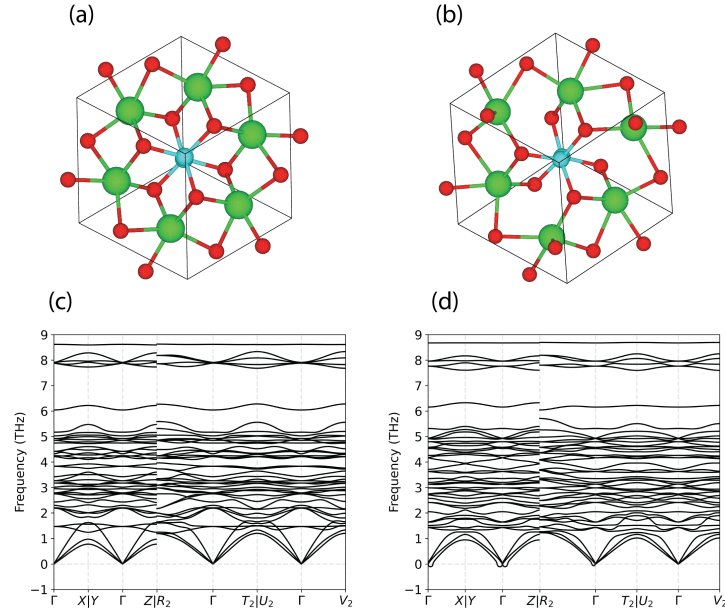 (a)
(b)
(c)
(d)
Frequency (THz)
9
8
7
6
5
4
3
2
1
0
−1
Γ X|Y Γ Z|R₂ Γ T₂|U₂ Γ V₂
Frequency (THz)
9
8
7
6
5
4
3
2
1
0
−1
Γ X|Y Γ Z|R₂ Γ T₂|U₂ Γ V₂